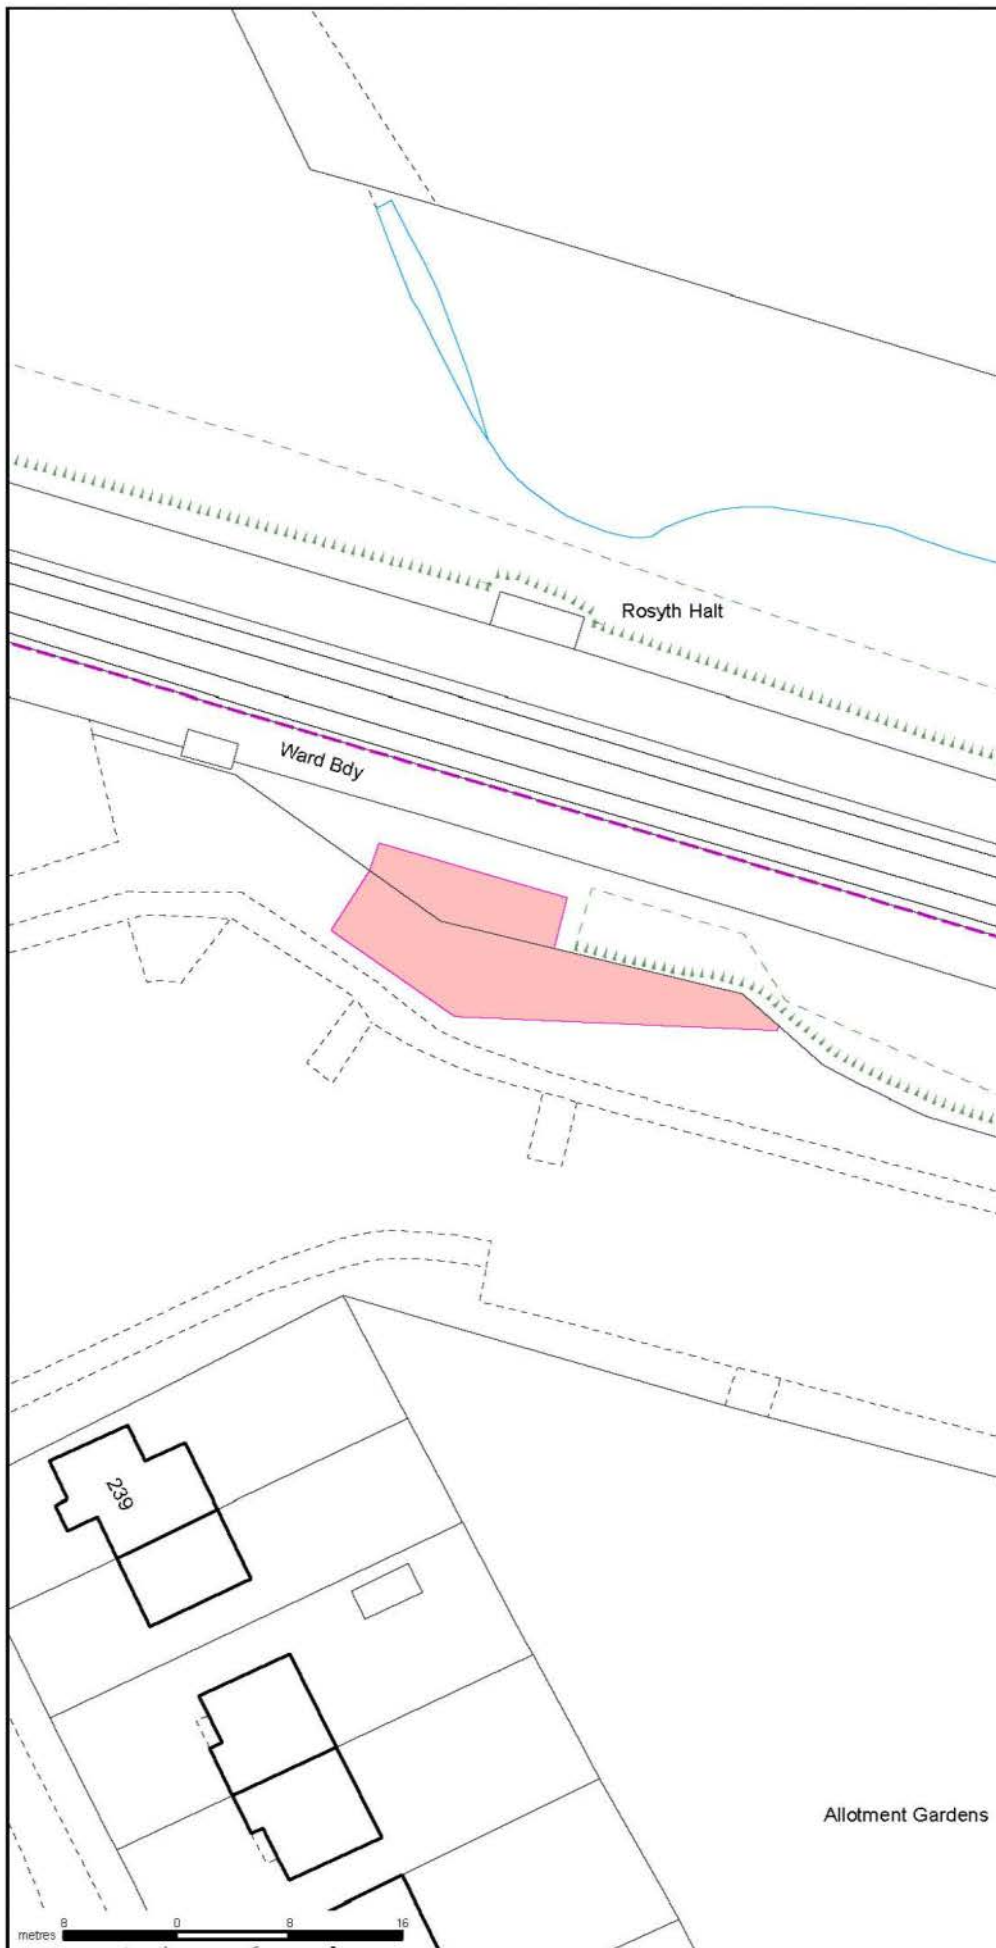 Rosyth Halt
Ward Bdy
239
Allotment Gardens
8 0 8 16
metres